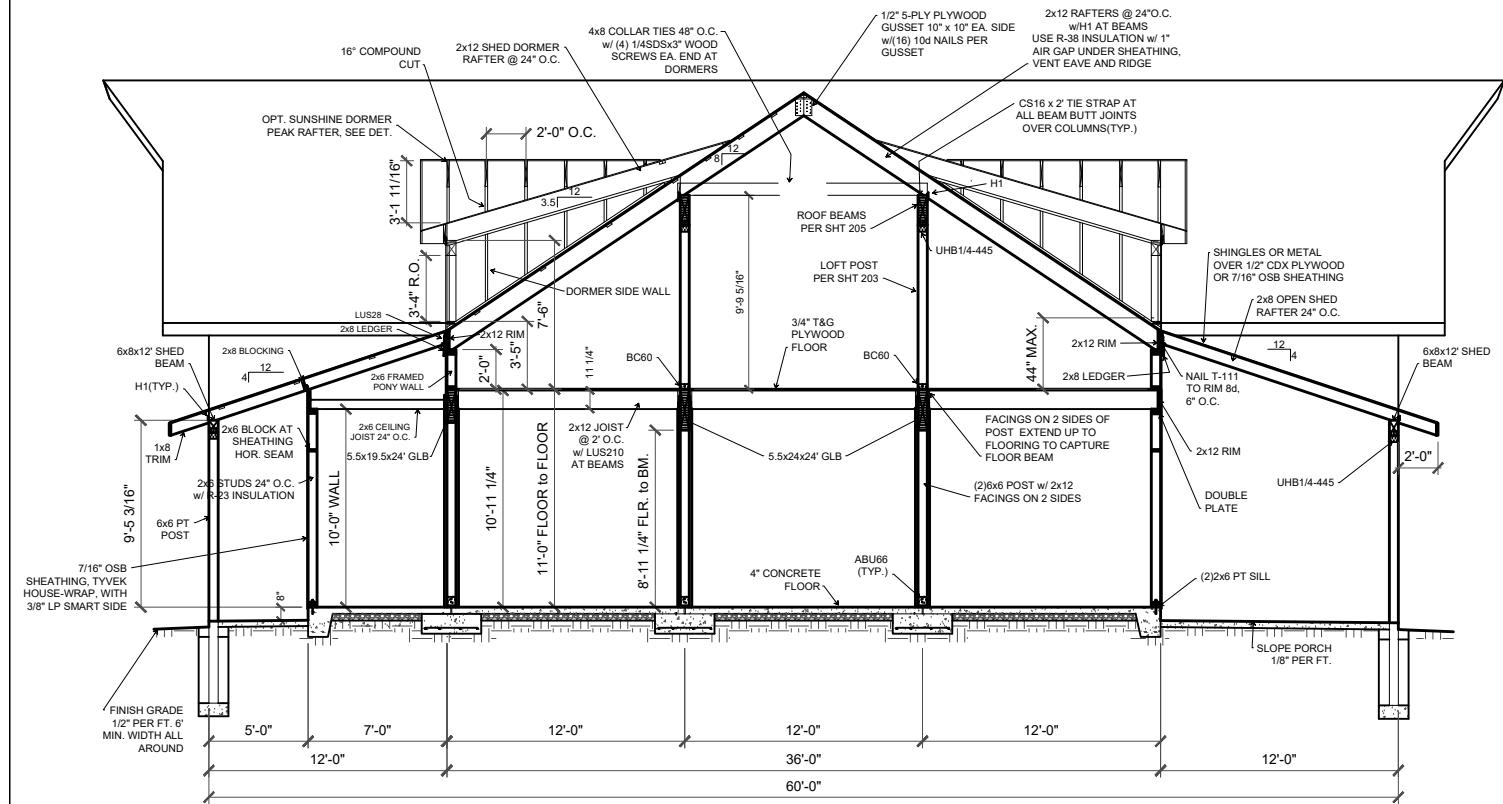 1/2" 5-PLY PLYWOOD
GUSSET 10" x 10" EA. SIDE
w/(16) 10d NAILS PER
GUSSET
2x12 RAFTERS @ 24"O.C.
w/H1 AT BEAMS
USE R-38 INSULATION w/ 1"
AIR GAP UNDER SHEATHING,
VENT EAVE AND RIDGE
4x8 COLLAR TIES 48" O.C.
w/ (4) 1/4SDSx3" WOOD
SCREWS EA. END AT
DORMERS
16° COMPOUND
CUT
2x12 SHED DORMER
RAFTER @ 24" O.C.
CS16 x 2' TIE STRAP AT
ALL BEAM BUTT JOINTS
OVER COLUMNS(TYP.)
OPT. SUNSHINE DORMER
PEAK RAFTER, SEE DET.
2'-0" O.C.
12
8
12
3.5
3'-1 11/16"
H1
ROOF BEAMS
PER SHT 205
UHB1/4-445
SHINGLES OR METAL
OVER 1/2" CDX PLYWOOD
OR 7/16" OSB SHEATHING
LOFT POST
PER SHT 203
2x8 OPEN SHED
RAFTER 24" O.C.
3'-4" R.O.
DORMER SIDE WALL
7'-6"
9'-9 5/16"
LUS28
2x8 LEDGER
2x12 RIM
3/4" T&G
PLYWOOD
FLOOR
44" MAX.
2x12 RIM
12
4
6x8x12' SHED
BEAM
6x8x12' SHED
BEAM
2x8 BLOCKING
12
4
2'-0"
3'-5"
11 1/4"
BC60
BC60
2x8 LEDGER
NAIL T-111
TO RIM 8d,
6" O.C.
H1(TYP.)
2x6 FRAMED
PONY WALL
2x6 BLOCK AT
SHEATHING
HOR. SEAM
1x8
TRIM
2x6 CEILING
JOIST 24" O.C.
5.5x19.5x24' GLB
2x12 JOIST
@ 2' O.C.
w/ LUS210
AT BEAMS
5.5x24x24' GLB
FACINGS ON 2 SIDES OF
POST EXTEND UP TO
FLOORING TO CAPTURE
FLOOR BEAM
2x12 RIM
2'-0"
UHB1/4-445
2x6 STUDS 24" O.C.
w/ R-23 INSULATION
(2)6x6 POST w/ 2x12
FACINGS ON 2 SIDES
DOUBLE
PLATE
9'-5 3/16"
6x6 PT
POST
10'-0" WALL
10'-11 1/4"
11'-0" FLOOR to FLOOR
8'-11 1/4" FLR. to BM.
7/16" OSB
SHEATHING, TYVEK
HOUSE-WRAP, WITH
3/8" LP SMART SIDE
8"
4" CONCRETE
FLOOR
ABU66
(TYP.)
(2)2x6 PT SILL
SLOPE PORCH
1/8" PER FT.
FINISH GRADE
1/2" PER FT. 6'
MIN. WIDTH ALL
AROUND
5'-0"
7'-0"
12'-0"
12'-0"
12'-0"
12'-0"
36'-0"
12'-0"
60'-0"